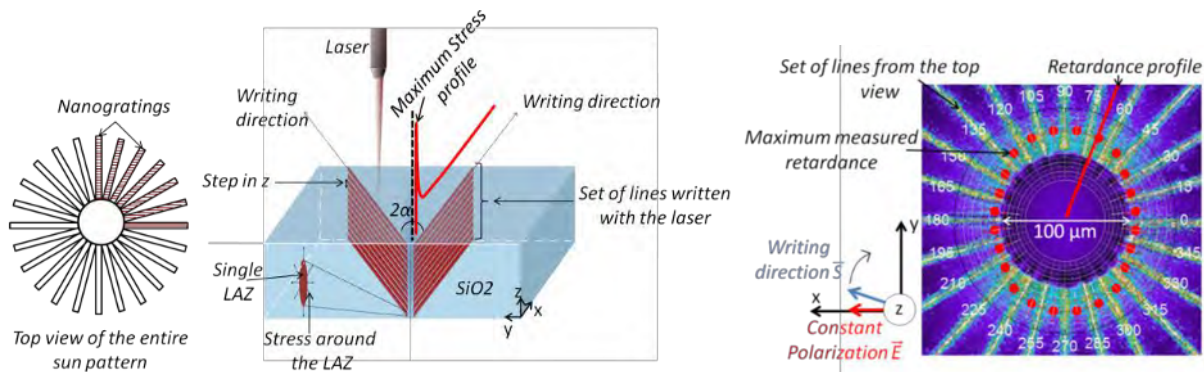 Nanogratings
Top view of the entire
sun pattern
Laser
Maximum Stress
profile
Writing
direction
Writing direction
Step in z
2α
Set of lines written
with the laser
Single
LAZ
SiO2
Stress around
the LAZ
z
x
y
Set of lines from the top
view
Retardance profile
Maximum measured
retardance
105
90
75
120
60
135
45
150
30
165
15
180
0
195
210
225
315
240
300
255
270
285
100 µm
y
Writing
direction S
x
z
Constant
Polarization E